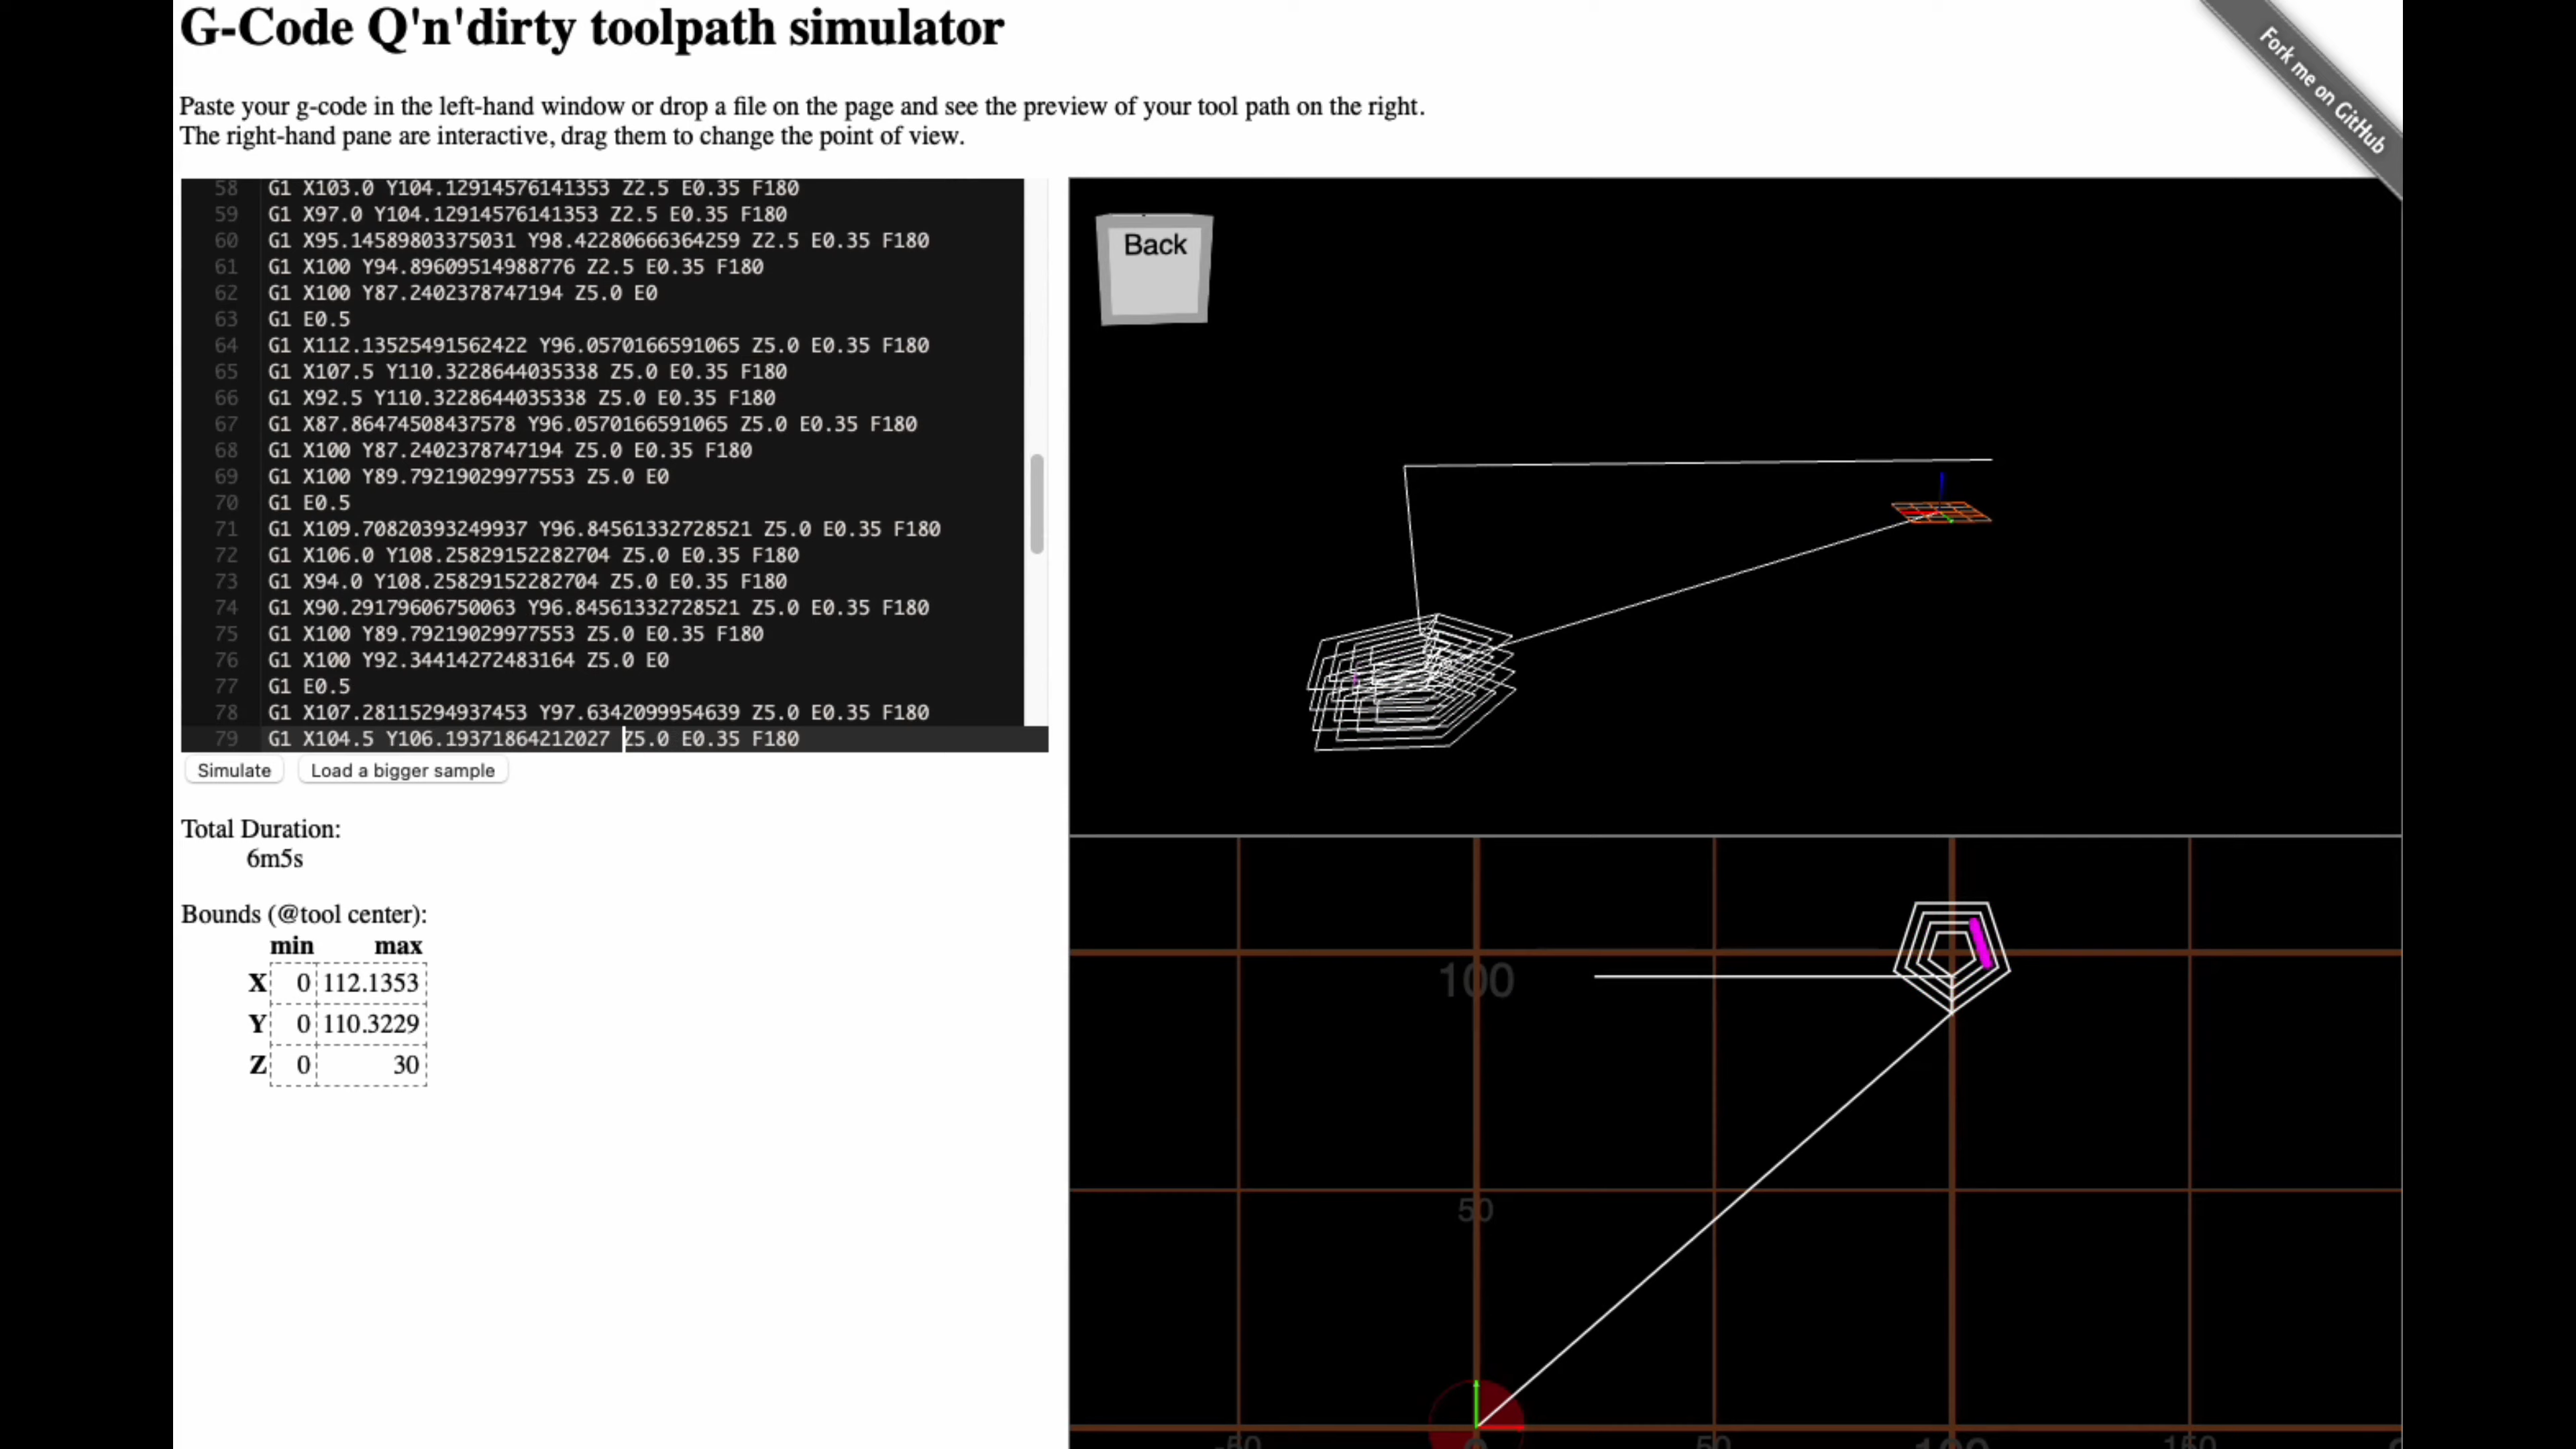 G-Code Q'n'dirty toolpath simulator
Fork me on GitHub
Paste your g-code in the left-hand window or drop a file on the page and see the preview of your tool path on the right.
The right-hand pane are interactive, drag them to change the point of view.
58 G1 X103.0 Y104.12914576141353 Z2.5 E0.35 F180
59 G1 X97.0 Y104.12914576141353 Z2.5 E0.35 F180
60 G1 X95.14589803375031 Y98.42280666364259 Z2.5 E0.35 F180
61 G1 X100 Y94.89609514988776 Z2.5 E0.35 F180
62 G1 X100 Y87.2402378747194 Z5.0 E0
63 G1 E0.5
64 G1 X112.13525491562422 Y96.0570166591065 Z5.0 E0.35 F180
65 G1 X107.5 Y110.3228644035338 Z5.0 E0.35 F180
66 G1 X92.5 Y110.3228644035338 Z5.0 E0.35 F180
67 G1 X87.86474508437578 Y96.0570166591065 Z5.0 E0.35 F180
68 G1 X100 Y87.2402378747194 Z5.0 E0.35 F180
69 G1 X100 Y89.79219029977553 Z5.0 E0
70 G1 E0.5
71 G1 X109.70820393249937 Y96.84561332728521 Z5.0 E0.35 F180
72 G1 X106.0 Y108.25829152282704 Z5.0 E0.35 F180
73 G1 X94.0 Y108.25829152282704 Z5.0 E0.35 F180
74 G1 X90.29179606750063 Y96.84561332728521 Z5.0 E0.35 F180
75 G1 X100 Y89.79219029977553 Z5.0 E0.35 F180
76 G1 X100 Y92.34414272483164 Z5.0 E0
77 G1 E0.5
78 G1 X107.28115294937453 Y97.6342099954639 Z5.0 E0.35 F180
79 G1 X104.5 Y106.19371864212027 Z5.0 E0.35 F180
Simulate Load a bigger sample
Total Duration:
6m5s
Bounds (@tool center):
min max
X 0 112.1353
Y 0 110.3229
Z 0 30
Back
100
50
-50 0 50 100 150